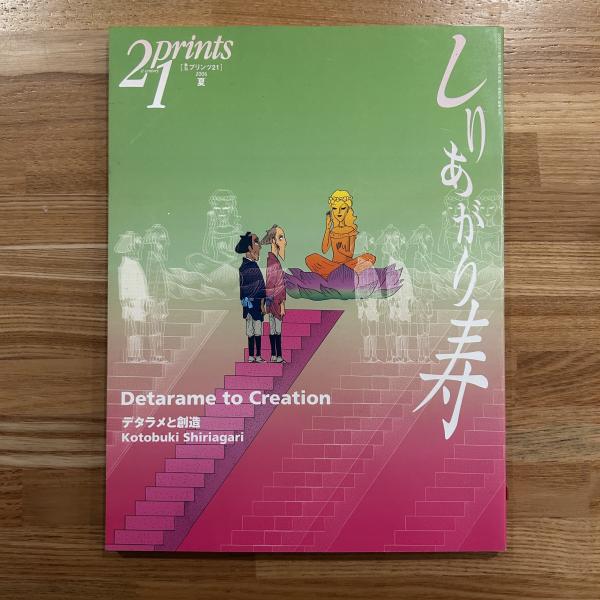 prints
21
[季刊プリンツ21]
2006
夏
しりあがり寿
Detarame to Creation
デタラメと創造
Kotobuki Shiriagari